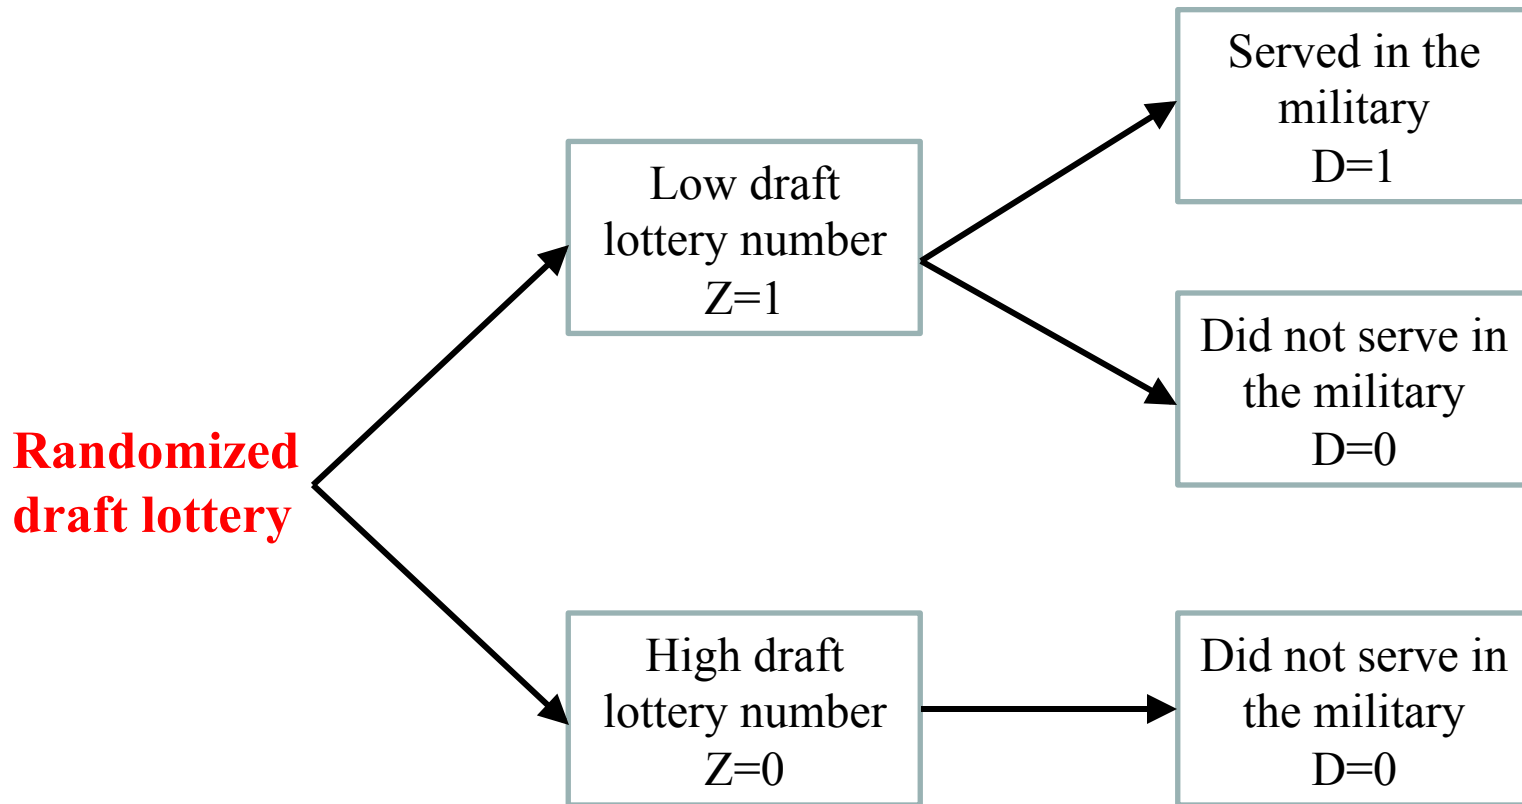 Randomized
draft lottery
Low draft
lottery number
Z=1
High draft
lottery number
Z=0
Served in the
military
D=1
Did not serve in
the military
D=0
Did not serve in
the military
D=0